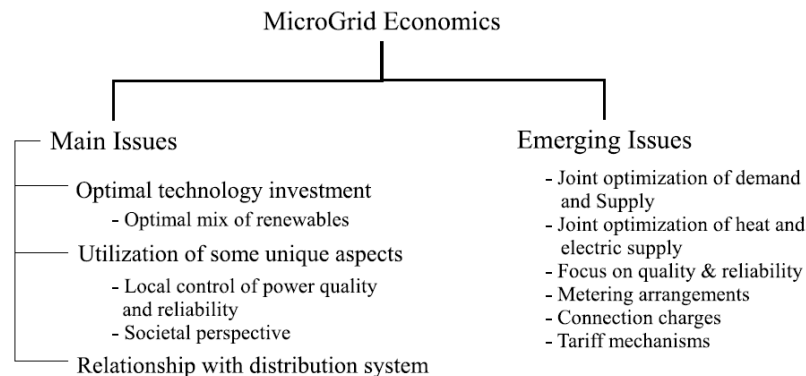 MicroGrid Economics
Main Issues
Optimal technology investment
- Optimal mix of renewables
Utilization of some unique aspects
- Local control of power quality
and reliability
- Societal perspective
Relationship with distribution system
Emerging Issues
- Joint optimization of demand
and Supply
- Joint optimization of heat and
electric supply
- Focus on quality & reliability
- Metering arrangements
- Connection charges
- Tariff mechanisms